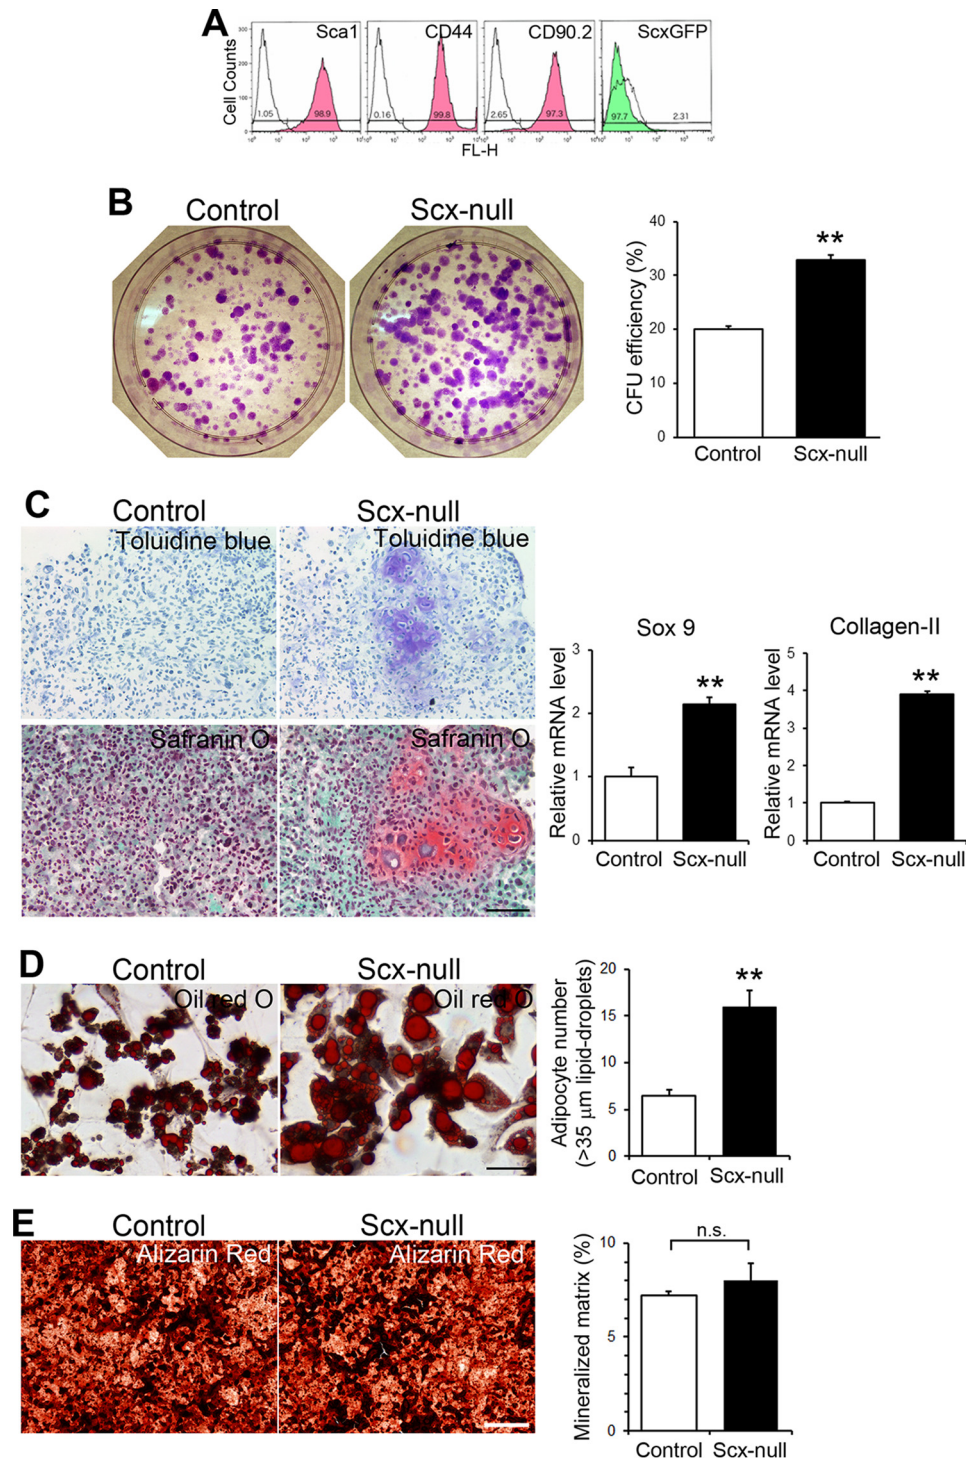 A
Sca1
CD44
CD90.2
ScxGFP
Cell Counts
300
200
100
0
1.05
98.9
0.16
99.8
2.65
97.3
97.7
2.31
FL-H
B
Control
Scx-null
CFU efficiency (%)
40
30
20
10
0
**
Control
Scx-null
C
Control
Scx-null
Toluidine blue
Toluidine blue
Safranin O
Safranin O
Sox 9
Relative mRNA level
3
2
1
0
**
Control
Scx-null
Collagen-II
Relative mRNA level
5
4
3
2
1
0
**
Control
Scx-null
D
Control
Scx-null
Oil red O
Oil red O
Adipocyte number
(>35 µm lipid-droplets)
20
15
10
5
0
**
Control
Scx-null
E
Control
Scx-null
Alizarin Red
Alizarin Red
Mineralized matrix (%)
10
5
0
n.s.
Control
Scx-null